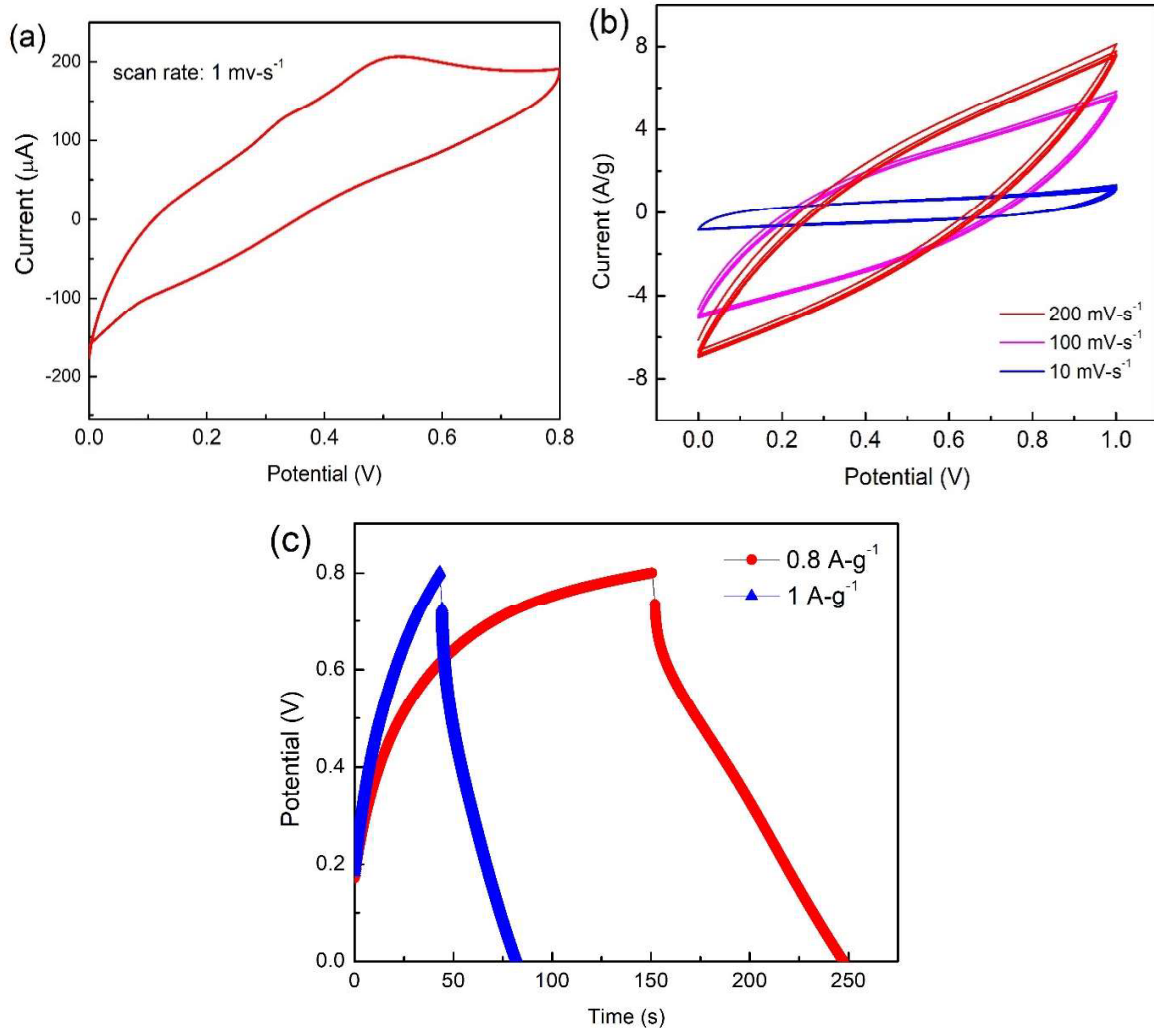 (a)
scan rate: 1 mv-s⁻¹
Current (μA)
200
100
0
-100
-200
0.0 0.2 0.4 0.6 0.8
Potential (V)
(b)
Current (A/g)
8
4
0
-4
-8
200 mV-s⁻¹
100 mV-s⁻¹
10 mV-s⁻¹
0.0 0.2 0.4 0.6 0.8 1.0
Potential (V)
(c)
Potential (V)
0.8
0.6
0.4
0.2
0.0
0.8 A-g⁻¹
1 A-g⁻¹
0 50 100 150 200 250
Time (s)